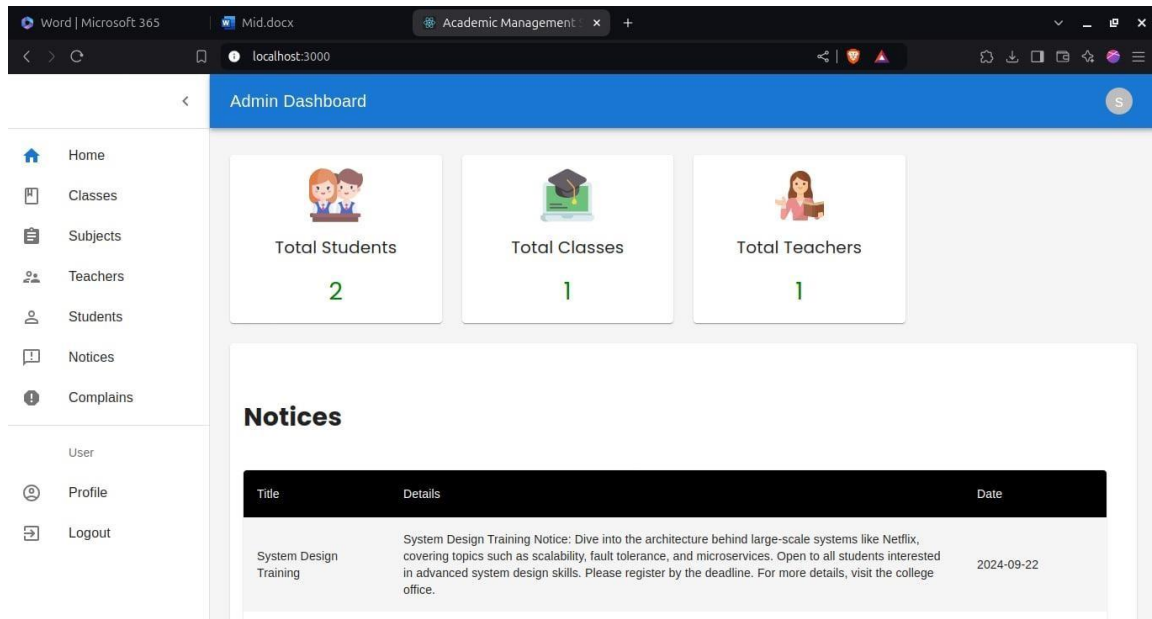 Word | Microsoft 365
Mid.docx
Academic Management
localhost:3000
Admin Dashboard
S
Home
Classes
Subjects
Teachers
Students
Notices
Complains
User
Profile
Logout
Total Students
2
Total Classes
1
Total Teachers
1
Notices
Title Details Date
System Design Training Notice: Dive into the architecture behind large-scale systems like Netflix,
System Design covering topics such as scalability, fault tolerance, and microservices. Open to all students interested
Training in advanced system design skills. Please register by the deadline. For more details, visit the college
office.
2024-09-22